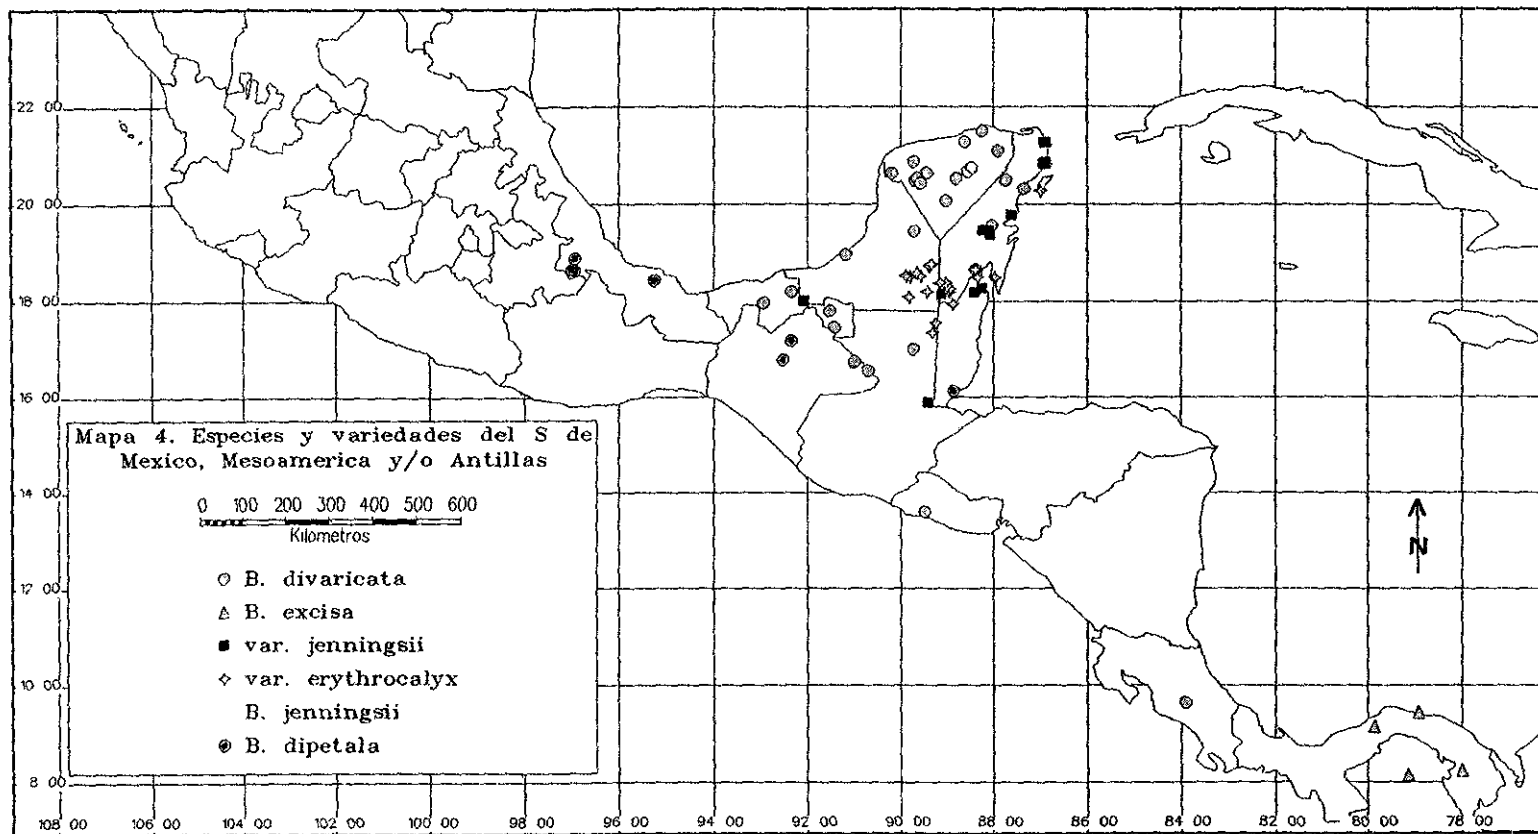 22 00
20 00
18 00
16 00
14 00
12 00
10 00
8 00
Mapa 4. Especies y variedades del S de
Mexico, Mesoamerica y/o Antillas
0 100 200 300 400 500 600
Kilometros
B. divaricata
B. excisa
var. jenningsii
var. erythrocalyx
B. jenningsii
B. dipetala
N
108 00 106 00 104 00 102 00 100 00 98 00 96 00 94 00 92 00 90 00 88 00 86 00 84 00 82 00 80 00 78 00